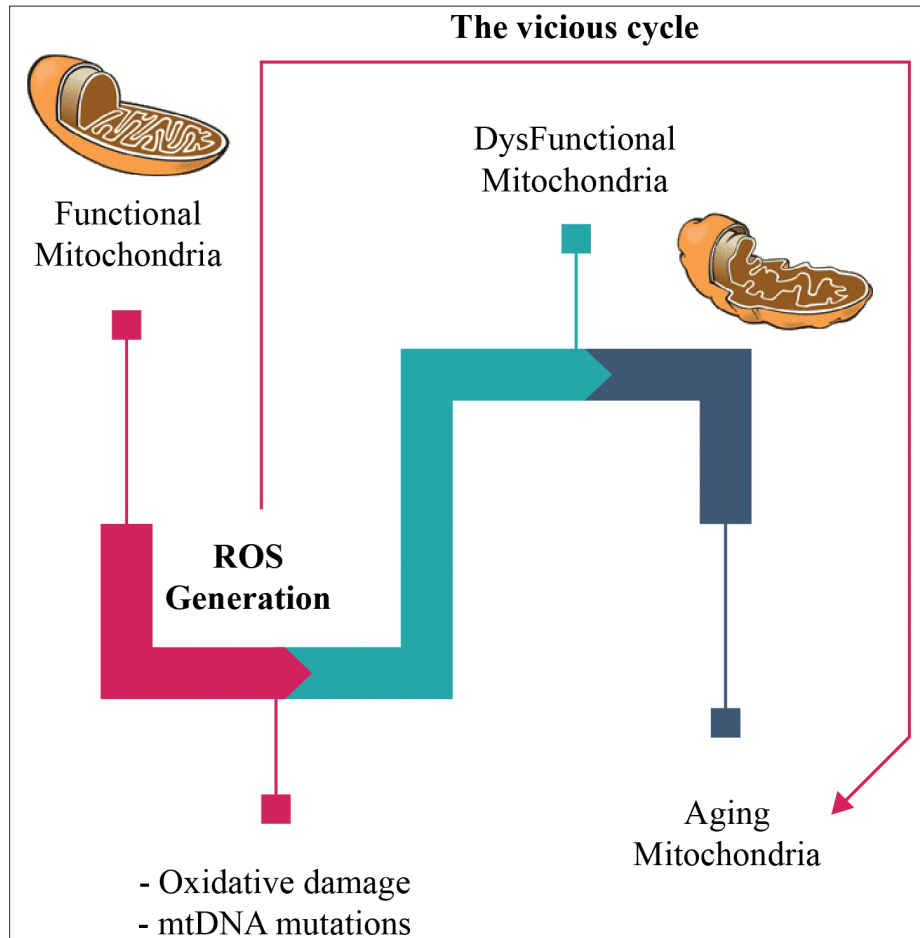 The vicious cycle
Functional
Mitochondria
DysFunctional
Mitochondria
ROS
Generation
- Oxidative damage
- mtDNA mutations
Aging
Mitochondria